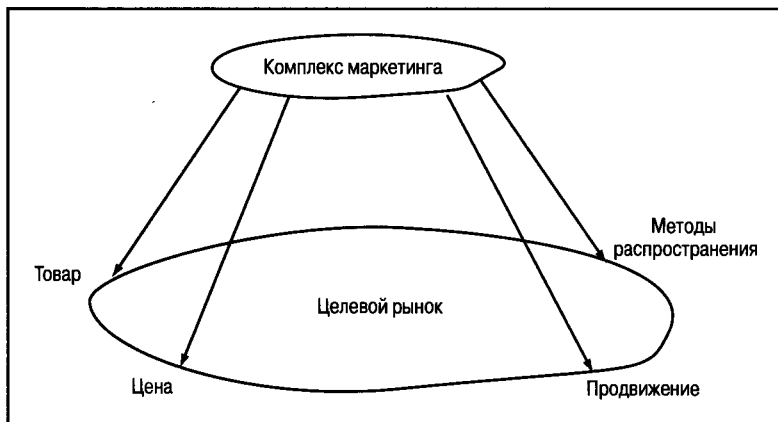 Комплекс маркетинга
Методы
распространения
Товар
Целевой рынок
Цена
Продвижение